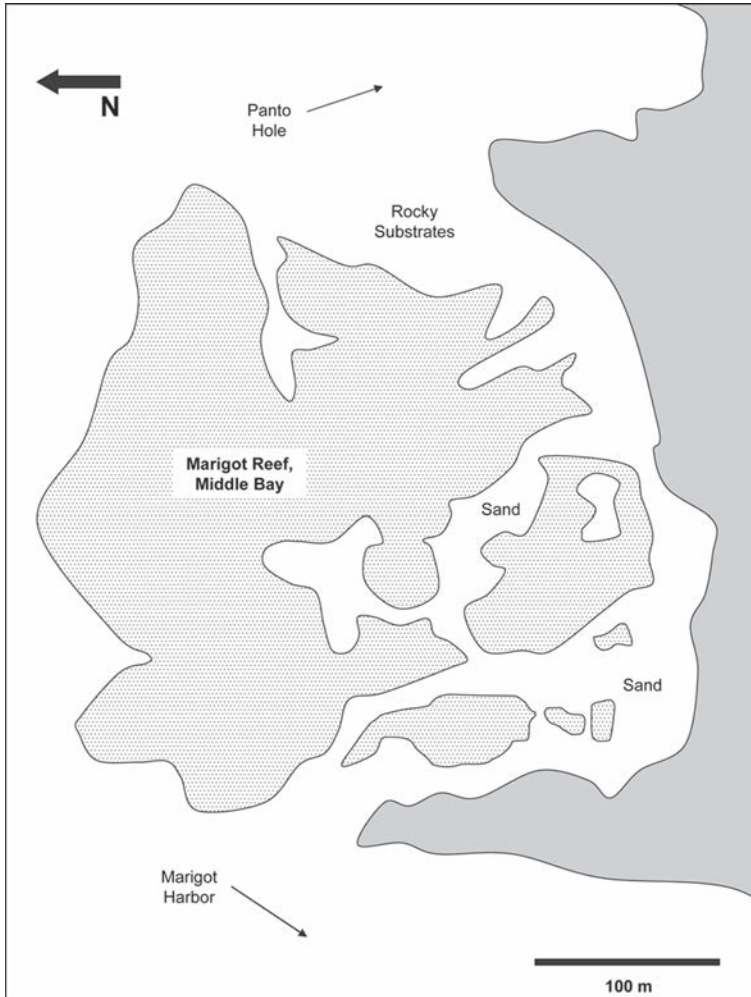 N
Panto
Hole
Rocky
Substrates
Marigot Reef,
Middle Bay
Sand
Sand
Marigot
Harbor
100 m